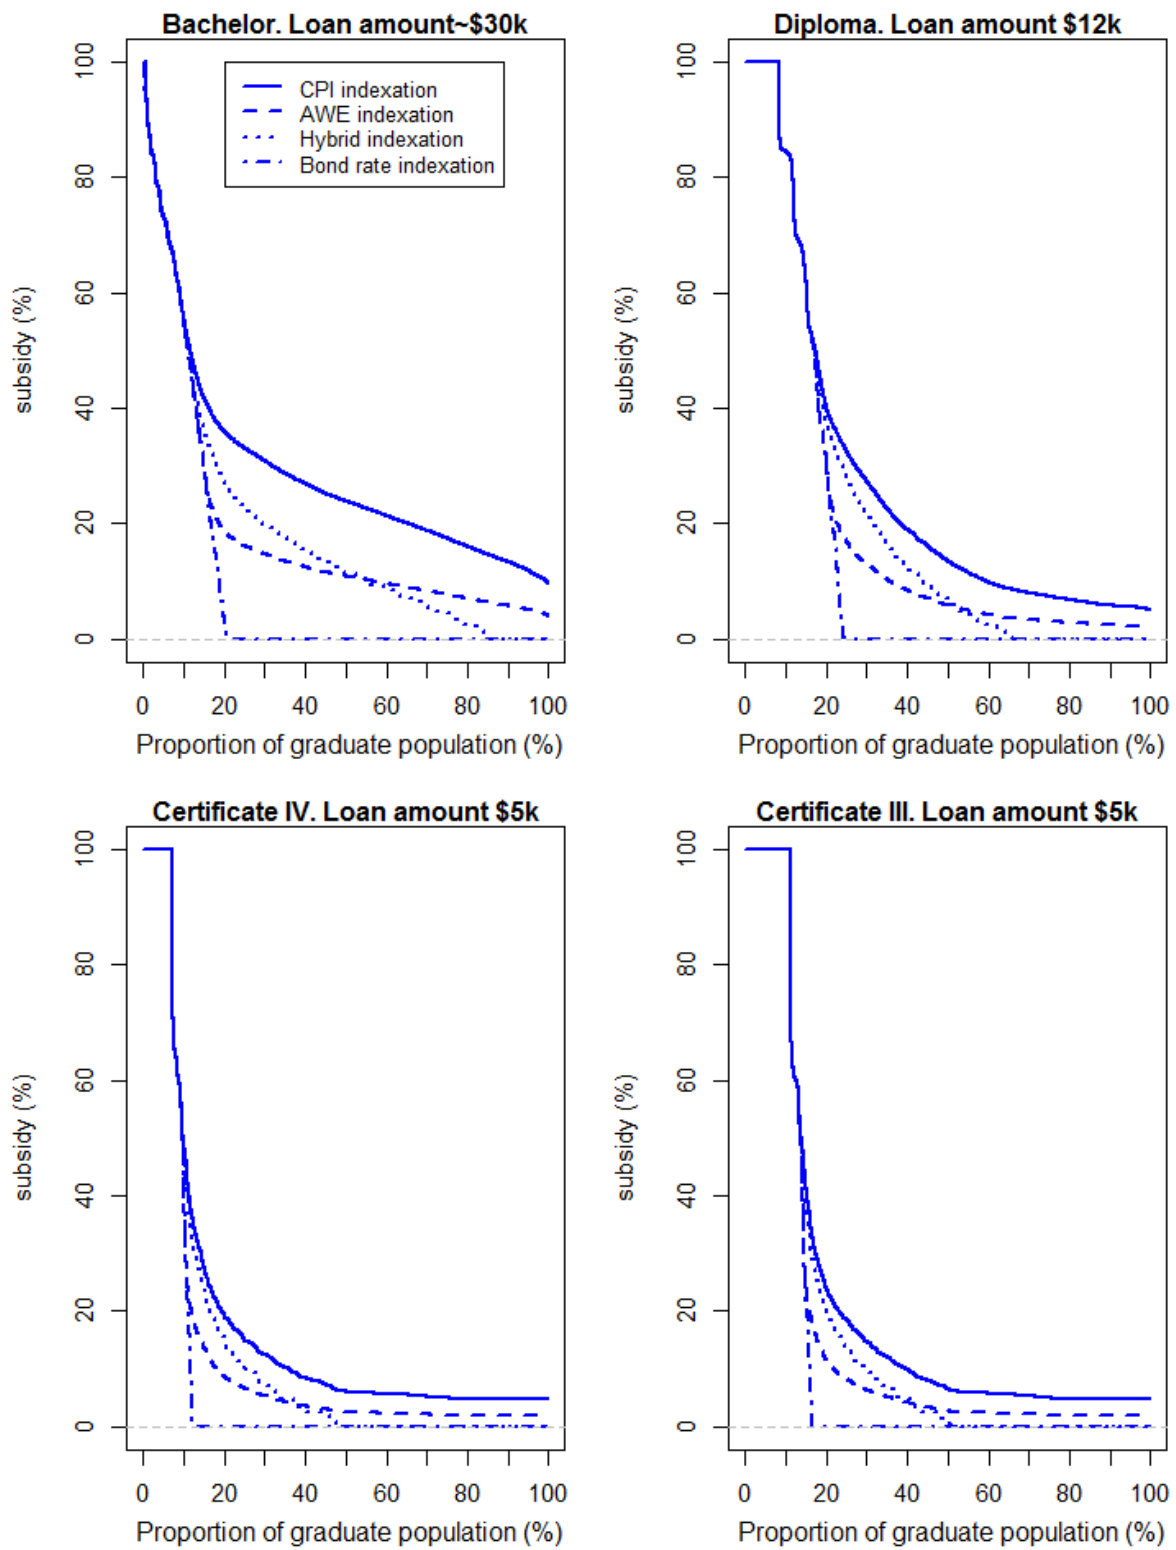 Bachelor. Loan amount~$30k
subsidy (%)
100
80
60
40
20
0
CPI indexation
AWE indexation
Hybrid indexation
Bond rate indexation
0 20 40 60 80 100
Proportion of graduate population (%)
Diploma. Loan amount $12k
subsidy (%)
100
80
60
40
20
0
0 20 40 60 80 100
Proportion of graduate population (%)
Certificate IV. Loan amount $5k
subsidy (%)
100
80
60
40
20
0
0 20 40 60 80 100
Proportion of graduate population (%)
Certificate III. Loan amount $5k
subsidy (%)
100
80
60
40
20
0
0 20 40 60 80 100
Proportion of graduate population (%)